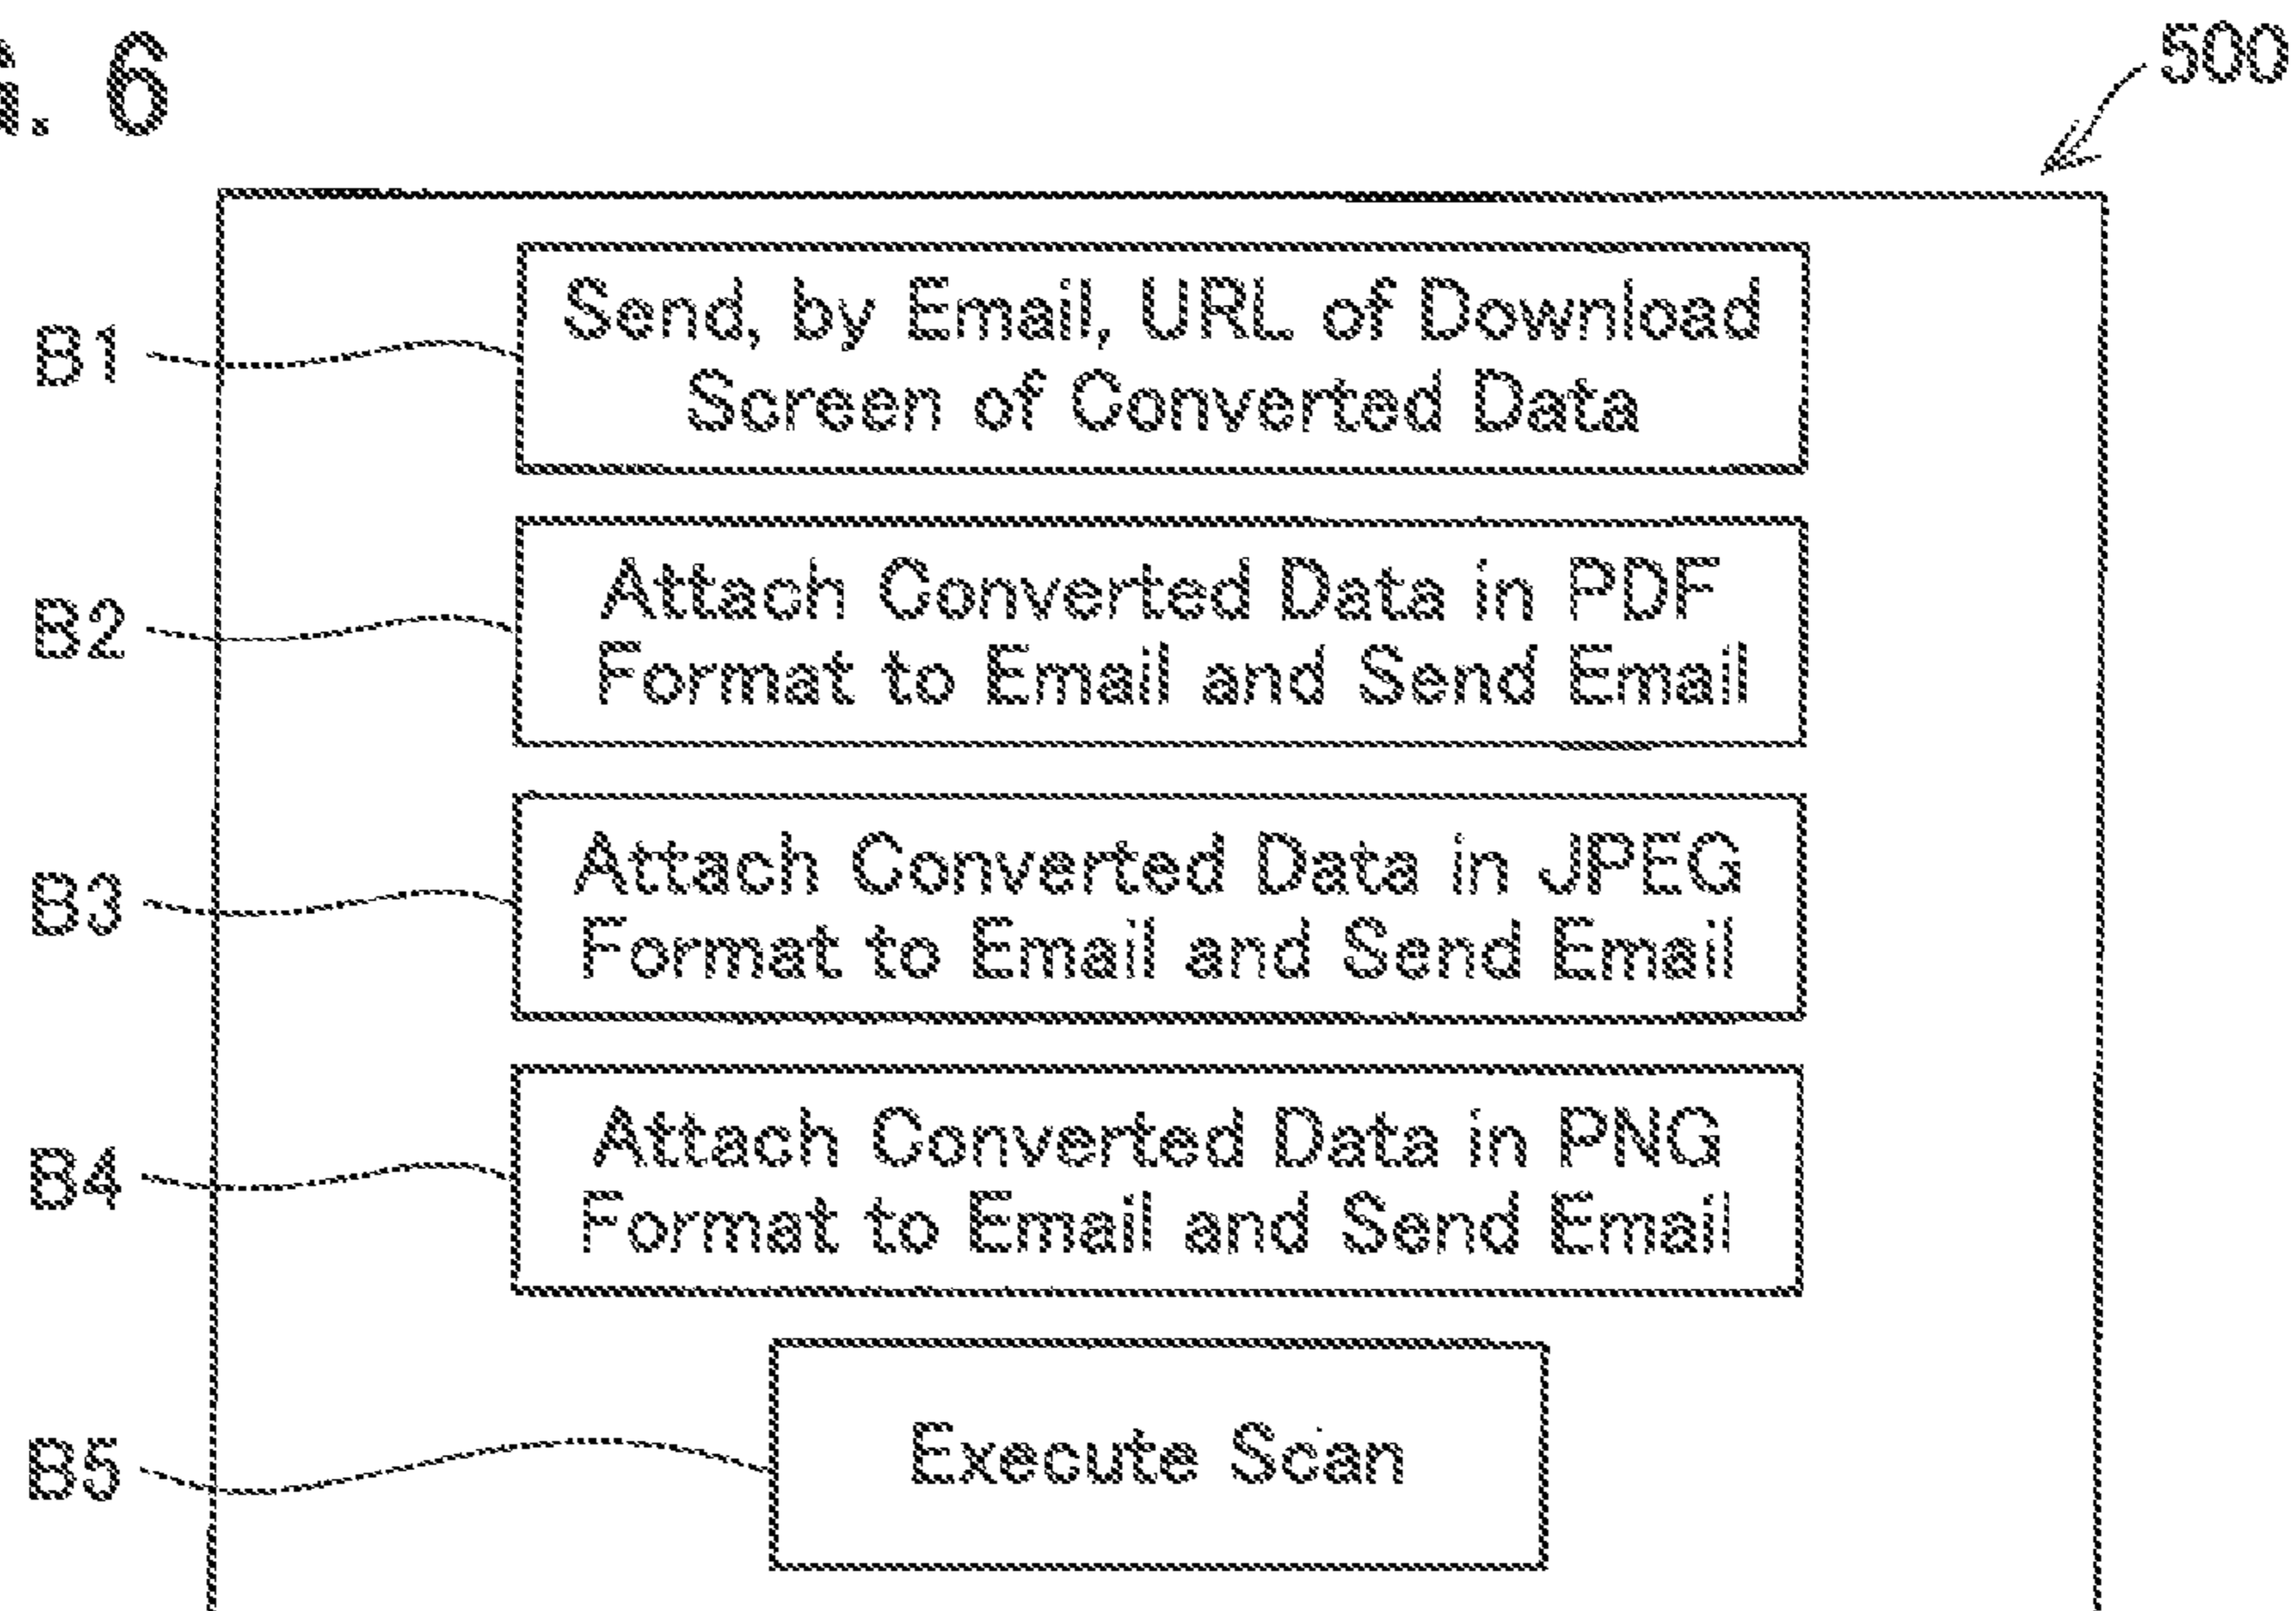 G. 6
500
B1
Send, by Email, URL of Download
Screen of Converted Data
B2
Attach Converted Data in PDF
Format to Email and Send Email
B3
Attach Converted Data in JPEG
Format to Email and Send Email
B4
Attach Converted Data in PNG
Format to Email and Send Email
B5
Execute Scan